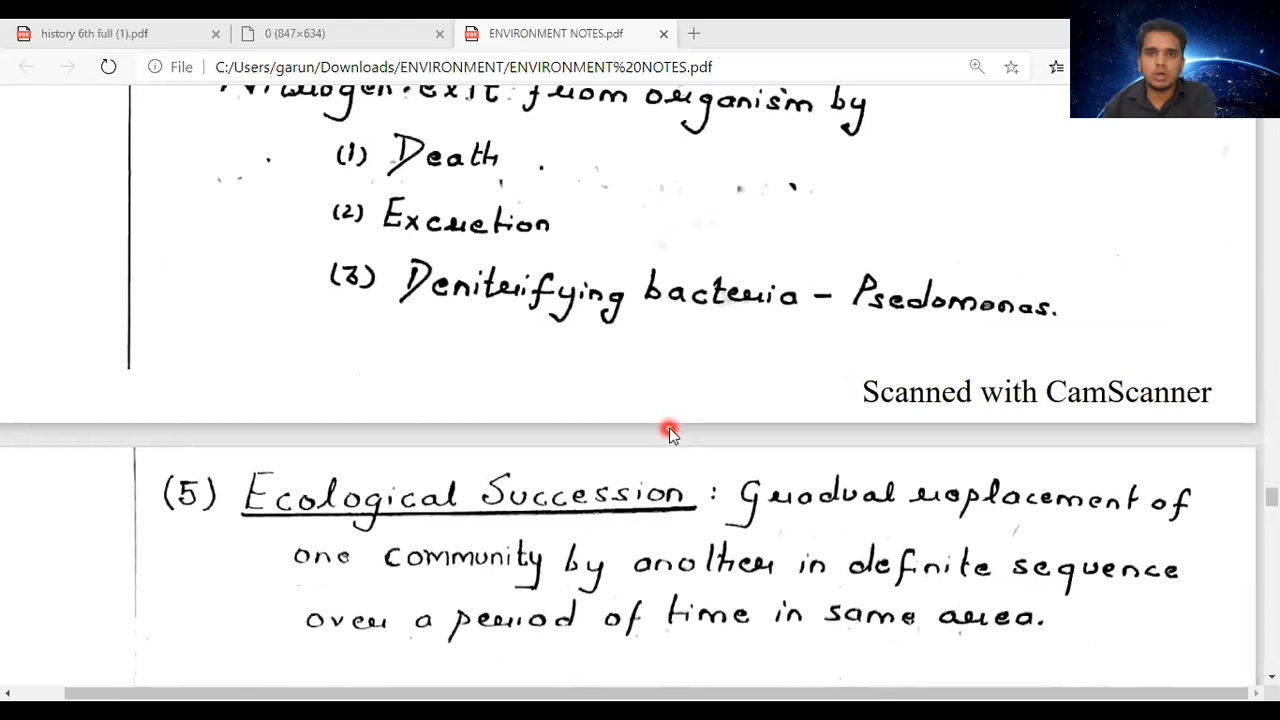 history 6th full (1).pdf
0 (847×634)
ENVIRONMENT NOTES.pdf
File C:/Users/garun/Downloads/ENVIRONMENT/ENVIRONMENT%20NOTES.pdf
Nitrogen exit from organism by
(1) Death
(2) Excretion
(3) Denitrifying bacteria - Psedomonas.
Scanned with CamScanner
(5) Ecological Succession : Gradual replacement of
one community by another in definite sequence
over a period of time in same area.